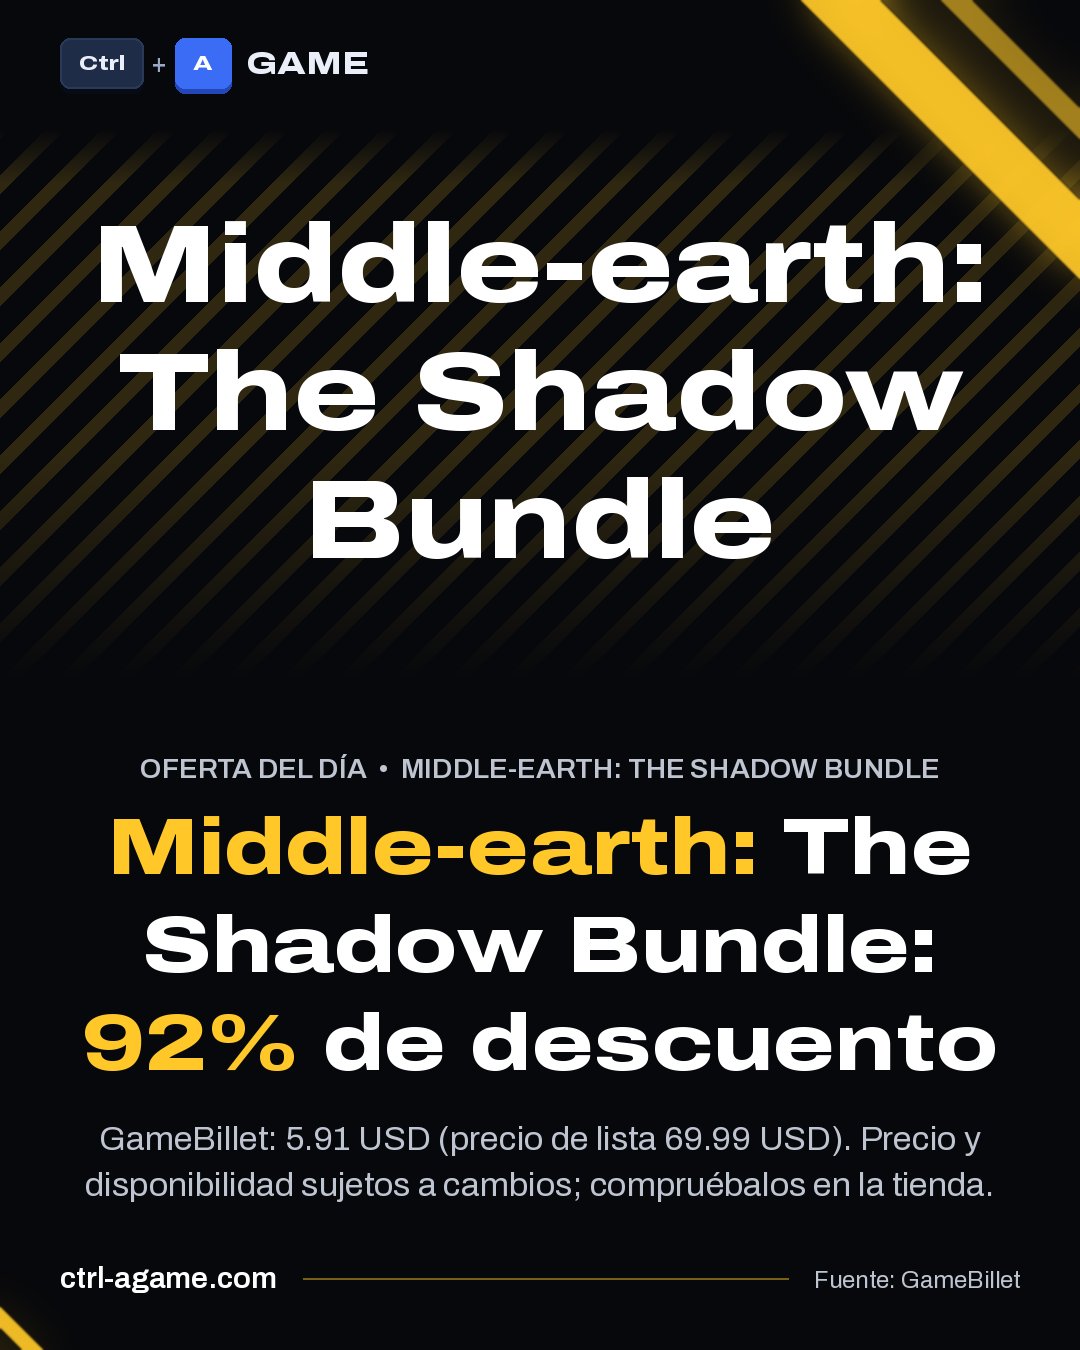 Ctrl + A GAME
Middle-earth:
The Shadow
Bundle
OFERTA DEL DÍA • MIDDLE-EARTH: THE SHADOW BUNDLE
Middle-earth: The
Shadow Bundle:
92% de descuento
GameBillet: 5.91 USD (precio de lista 69.99 USD). Precio y
disponibilidad sujetos a cambios; compruébalos en la tienda.
ctrl-agame.com
Fuente: GameBillet